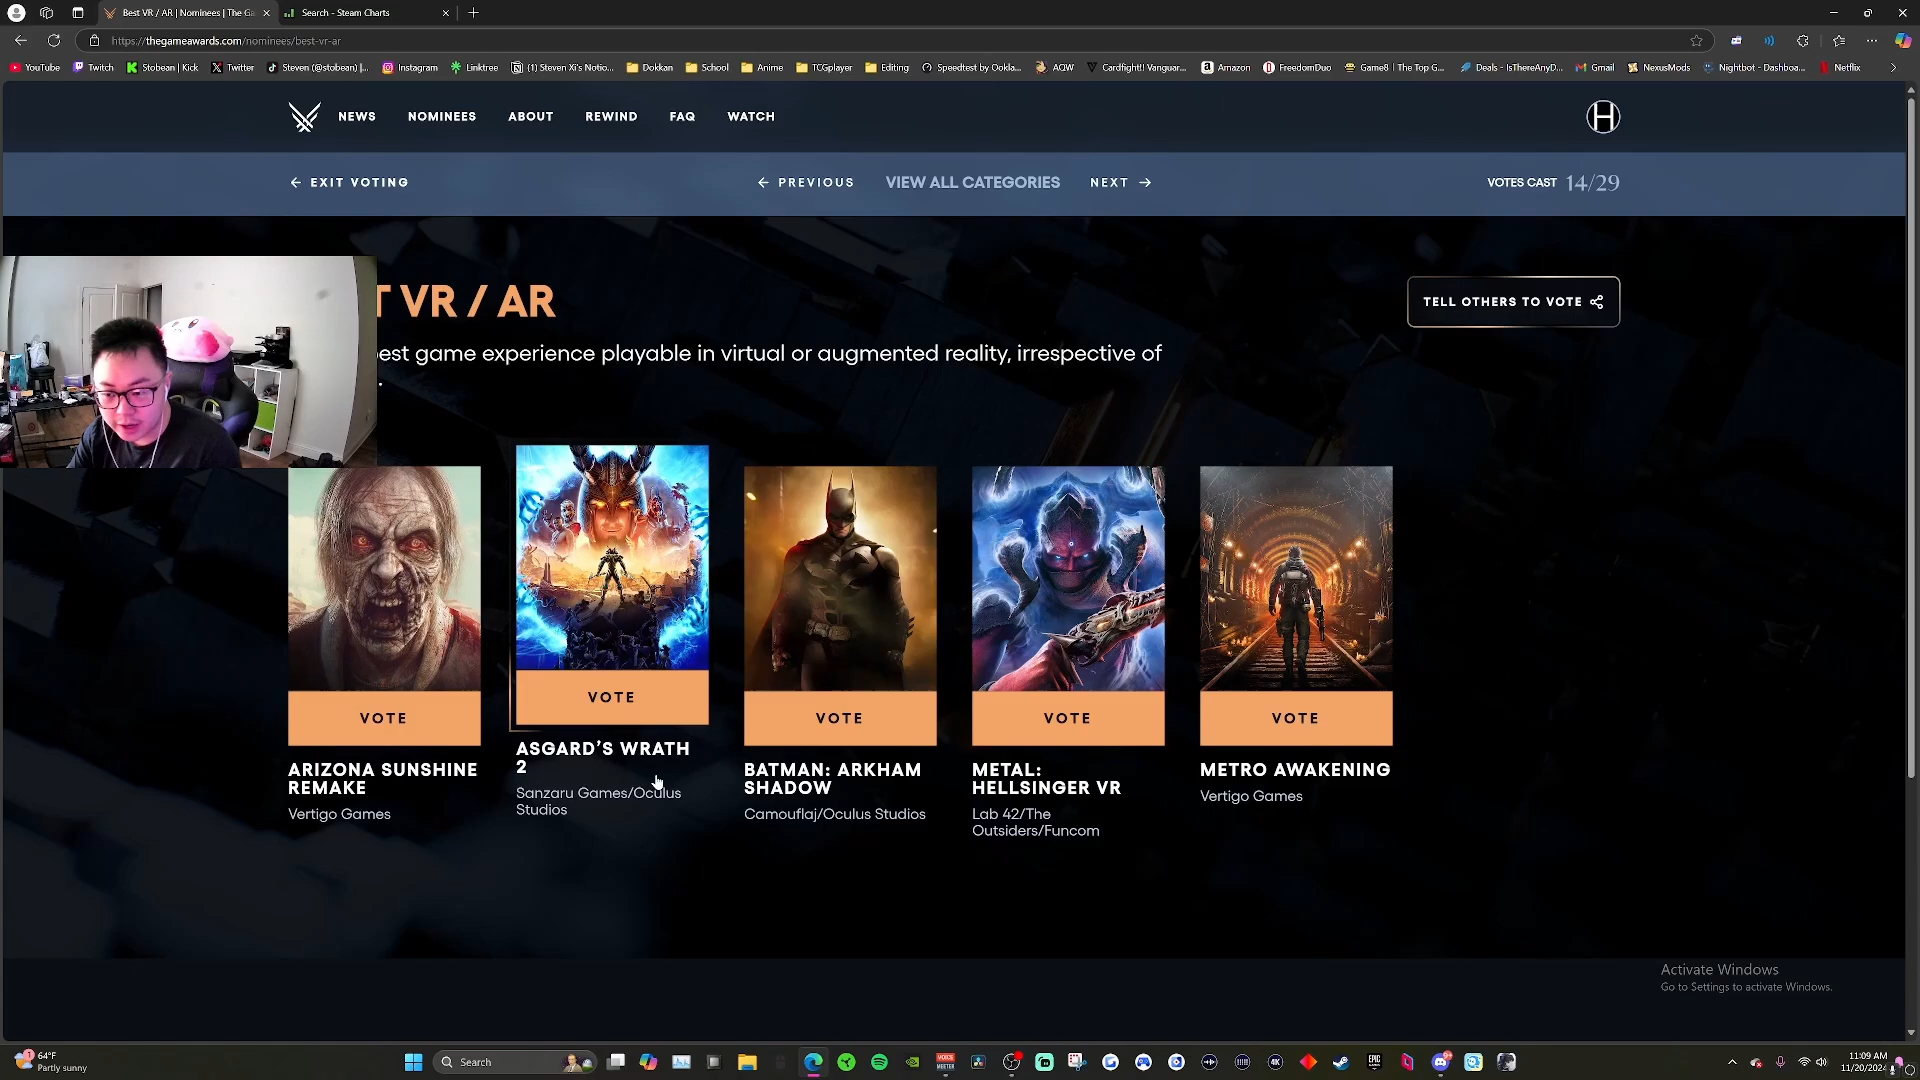 Best VR / AR | Nominees | The Ga
Search - Steam Charts
https://thegameawards.com/nominees/best-vr-ar
YouTube
Twitch
Stobean | Kick
Twitter
Steven (@stobean) |...
Instagram
Linktree
(1) Steven Xi's Notio...
Dokkan
School
Anime
TCGplayer
Editing
Speedtest by Ookla...
AQW
Cardfight!! Vanguar...
Amazon
FreedomDuo
Game8 | The Top G...
Deals - IsThereAnyD...
Gmail
NexusMods
Nightbot - Dashboa...
Netflix
NEWS
NOMINEES
ABOUT
REWIND
FAQ
WATCH
EXIT VOTING
PREVIOUS
VIEW ALL CATEGORIES
NEXT
VOTES CAST 14/29
T VR / AR
TELL OTHERS TO VOTE
est game experience playable in virtual or augmented reality, irrespective of
.
VOTE
ARIZONA SUNSHINE
REMAKE
Vertigo Games
VOTE
ASGARD'S WRATH
2
Sanzaru Games/Oculus
Studios
VOTE
BATMAN: ARKHAM
SHADOW
Camouflaj/Oculus Studios
VOTE
METAL:
HELLSINGER VR
Lab 42/The
Outsiders/Funcom
VOTE
METRO AWAKENING
Vertigo Games
Activate Windows
Go to Settings to activate Windows.
64°F
Partly sunny
Search
11:09 AM
11/20/2024